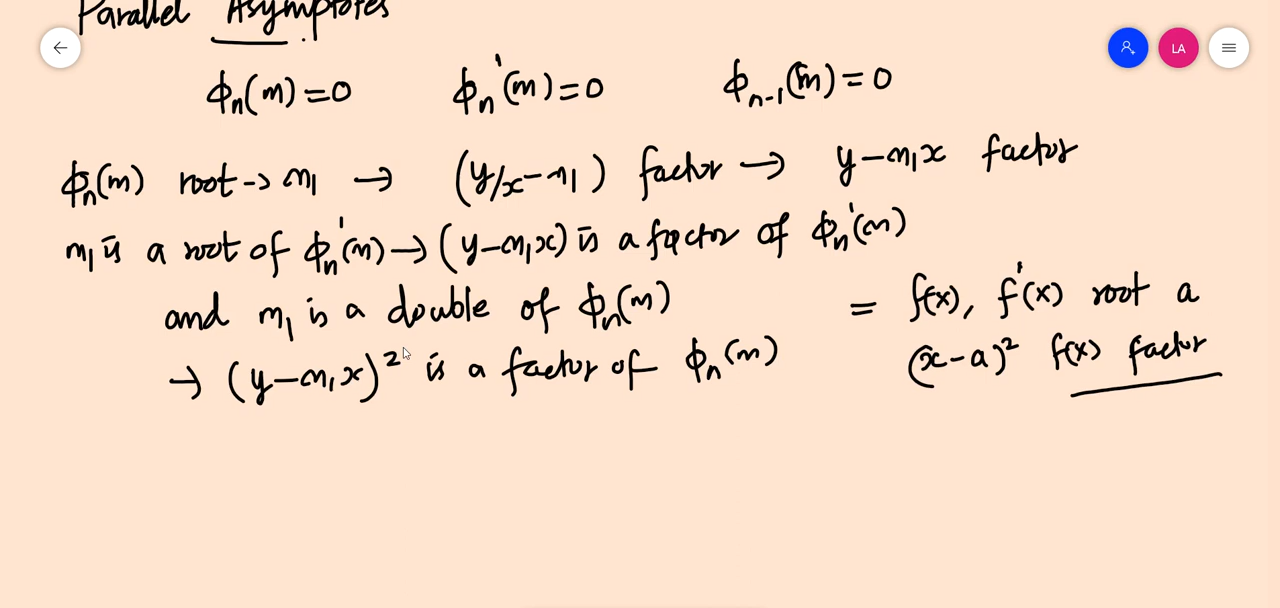 Parallel Asymptotes
LA
ϕn(m)=0 ϕn'(m)=0 ϕn-1(m)=0
ϕn(m) root -> m1 → (y/x-m1) factor → y-m1x factor
m1 is a root of ϕn'(m) → (y-m1x) is a factor of ϕn'(m)
and m1 is a double of ϕn(m) = f(x), f'(x) root a
→ (y-m1x)² is a factor of ϕn(m) (x-a)² f(x) factor